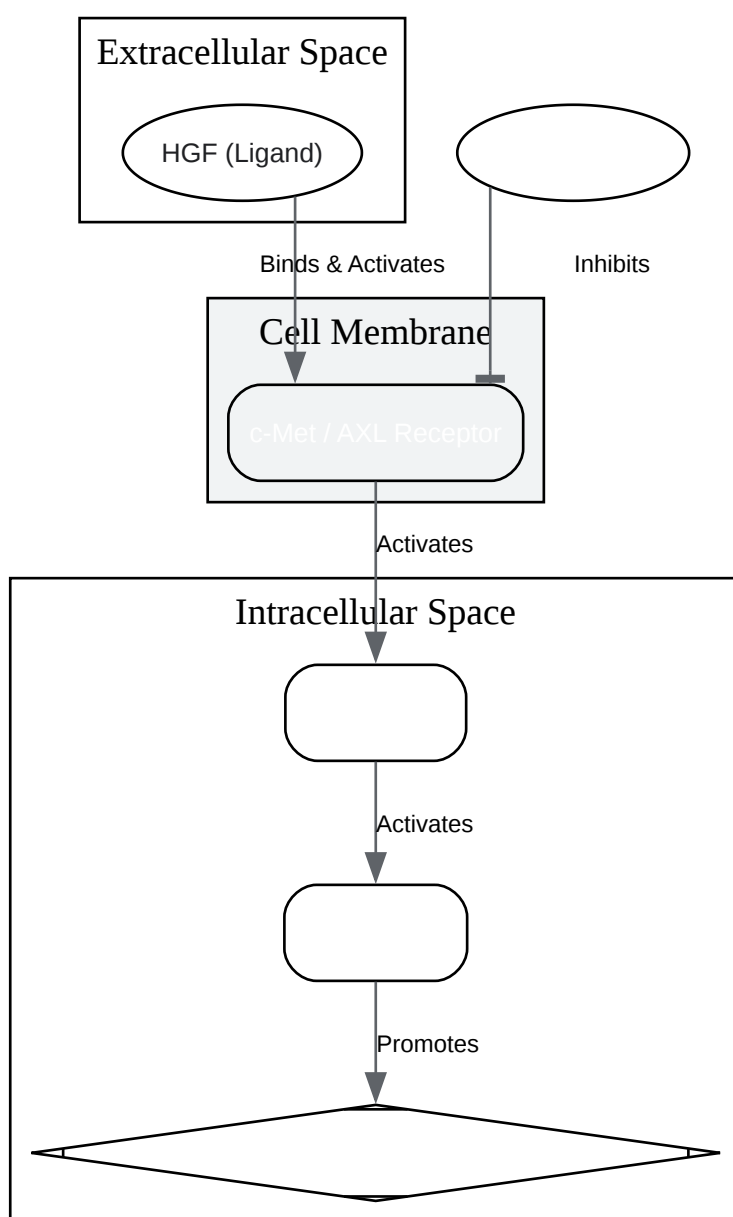 Extracellular Space
HGF (Ligand)
Binds & Activates
Inhibits
Cell Membrane
c-Met / AXL Receptor
Activates
Intracellular Space
Activates
Promotes